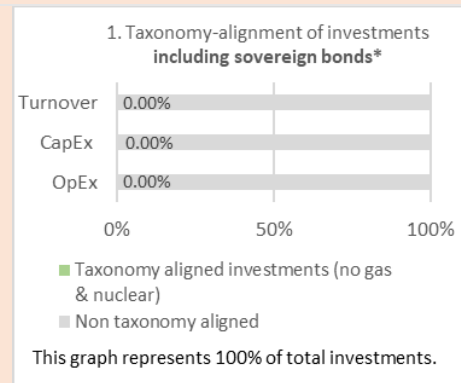 1. Taxonomy-alignment of investments
including sovereign bonds*
Turnover 0.00%
CapEx 0.00%
OpEx 0.00%
0% 50% 100%
Taxonomy aligned investments (no gas
& nuclear)
Non taxonomy aligned
This graph represents 100% of total investments.